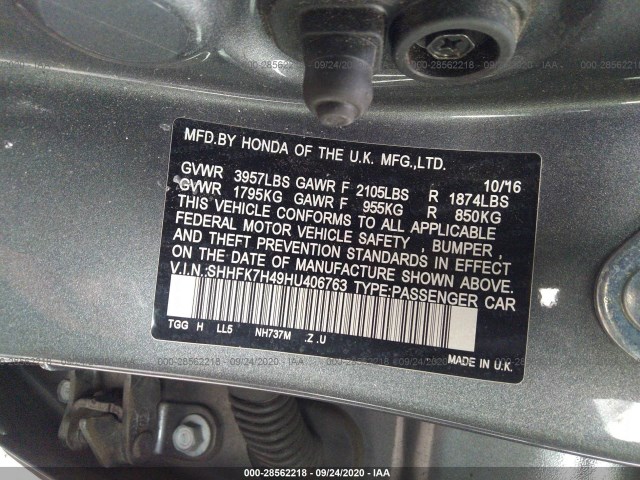 000-28562218 - 09/24/2020 - IAA
MFD.BY HONDA OF THE U.K. MFG.,LTD.
10/16
GVWR 3957LBS GAWR F 2105LBS R 1874LBS
GVWR 1795KG GAWR F 955KG R 850KG
THIS VEHICLE CONFORMS TO ALL APPLICABLE
FEDERAL MOTOR VEHICLE SAFETY , BUMPER ,
AND THEFT PREVENTION STANDARDS IN EFFECT
ON THE DATE OF MANUFACTURE SHOWN ABOVE.
V.I.N.:SHHFK7H49HU406763 TYPE:PASSENGER CAR
TGG H LL5 NH737M .Z.U
MADE IN U.K.
000-28562218 - 09/24/2020 - IAA